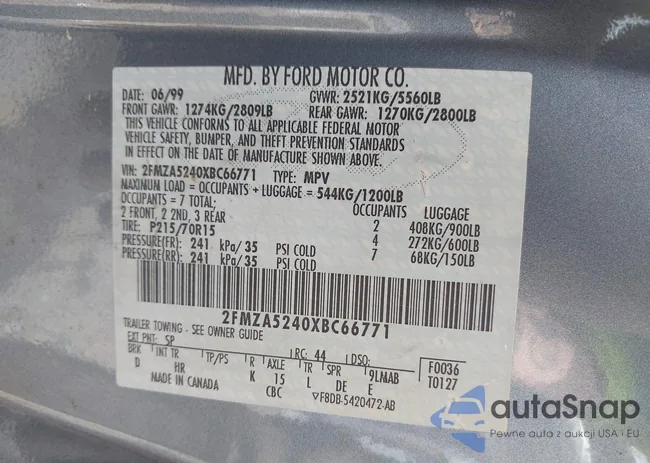 MFD. BY FORD MOTOR CO.
DATE: 06/99 GVWR: 2521KG/5560LB
FRONT GAWR: 1274KG/2809LB REAR GAWR: 1270KG/2800LB
THIS VEHICLE CONFORMS TO ALL APPLICABLE FEDERAL MOTOR
VEHICLE SAFETY, BUMPER, AND THEFT PREVENTION STANDARDS
IN EFFECT ON THE DATE OF MANUFACTURE SHOWN ABOVE.
VIN: 2FMZA5240XBC66771 TYPE: MPV
MAXIMUM LOAD = OCCUPANTS + LUGGAGE = 544KG/1200LB
OCCUPANTS = 7 TOTAL: OCCUPANTS LUGGAGE
2 FRONT, 2 2ND, 3 REAR 2 408KG/900LB
TIRE: P215/70R15 4 272KG/600LB
PRESSURE(FR): 241 kPa/35 PSI COLD 7 68KG/150LB
PRESSURE(RR): 241 kPa/35 PSI COLD
2FMZA5240XBC66771
TRAILER TOWING - SEE OWNER GUIDE
EXT PNT: SP RC: 44 DSO: F0036
BRK INT TR TP/PS R AXLE TR SPR 9LMAB T0127
D HR K 15 L DE E
MADE IN CANADA CBC F8DB-5420472-AB
autaSnap
Pewne auta z aukcji USA i EU